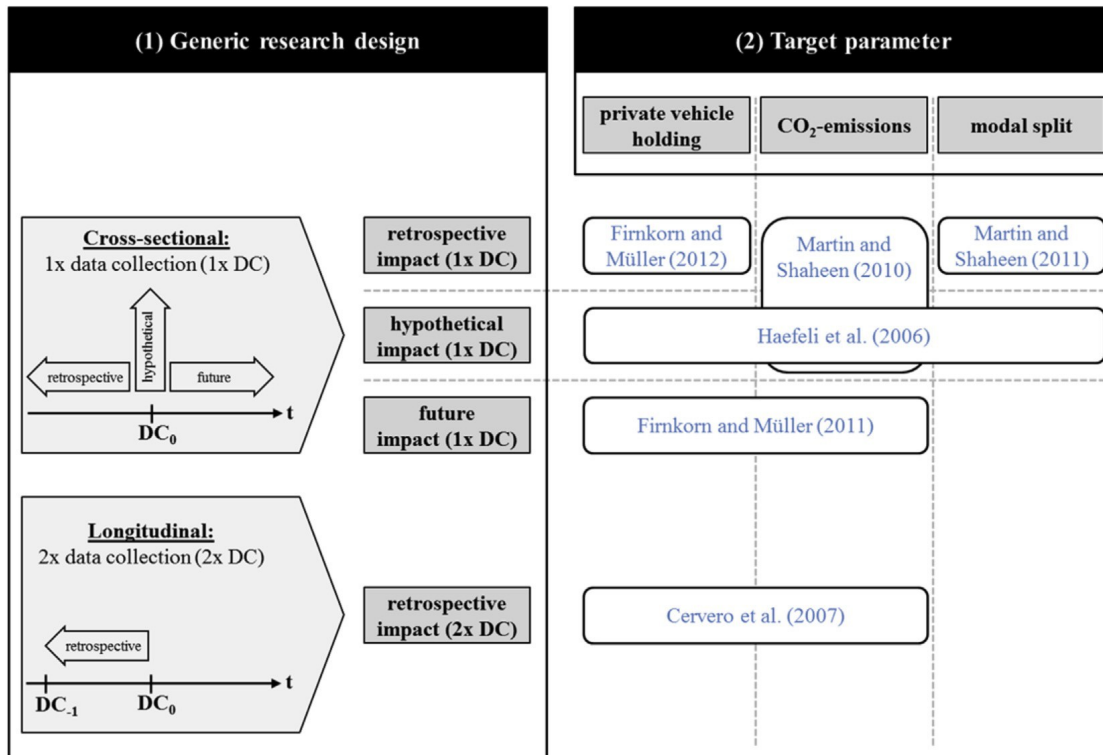 (1) Generic research design
(2) Target parameter
private vehicle
holding
CO₂-emissions
modal split
Cross-sectional:
1x data collection (1x DC)
hypothetical
retrospective
future
t
DC₀
retrospective
impact (1x DC)
hypothetical
impact (1x DC)
future
impact (1x DC)
Firnkorn and
Müller (2012)
Martin and
Shaheen (2010)
Martin and
Shaheen (2011)
Haefeli et al. (2006)
Firnkorn and Müller (2011)
Longitudinal:
2x data collection (2x DC)
retrospective
t
DC₋₁
DC₀
retrospective
impact (2x DC)
Cervero et al. (2007)